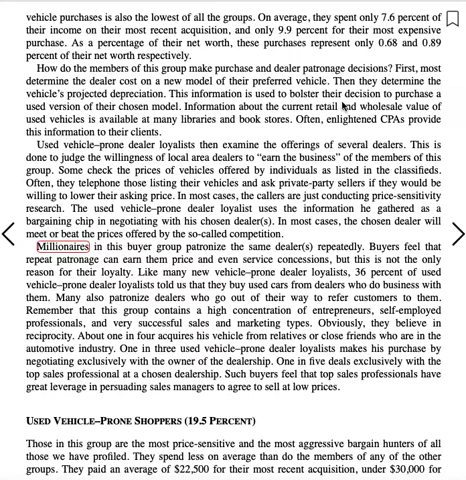 vehicle purchases is also the lowest of all the groups. On average, they spent only 7.6 percent of
their income on their most recent acquisition, and only 9.9 percent for their most expensive
purchase. As a percentage of their net worth, these purchases represent only 0.68 and 0.89
percent of their net worth respectively.
How do the members of this group make purchase and dealer patronage decisions? First, most
determine the dealer cost on a new model of their preferred vehicle. Then they determine the
vehicle's projected depreciation. This information is used to bolster their decision to purchase a
used version of their chosen model. Information about the current retail and wholesale value of
used vehicles is available at many libraries and book stores. Often, enlightened CPAs provide
this information to their clients.
Used vehicle–prone dealer loyalists then examine the offerings of several dealers. This is
done to judge the willingness of local area dealers to “earn the business” of the members of this
group. Some check the prices of vehicles offered by individuals as listed in the classifieds.
Often, they telephone those listing their vehicles and ask private-party sellers if they would be
willing to lower their asking price. In most cases, the callers are just conducting price-sensitivity
research. The used vehicle–prone dealer loyalist uses the information he gathered as a
bargaining chip in negotiating with his chosen dealer(s). In most cases, the chosen dealer will
meet or beat the prices offered by the so-called competition.
Millionaires in this buyer group patronize the same dealer(s) repeatedly. Buyers feel that
repeat patronage can earn them price and even service concessions, but this is not the only
reason for their loyalty. Like many new vehicle–prone dealer loyalists, 36 percent of used
vehicle–prone dealer loyalists told us that they buy used cars from dealers who do business with
them. Many also patronize dealers who go out of their way to refer customers to them.
Remember that this group contains a high concentration of entrepreneurs, self-employed
professionals, and very successful sales and marketing types. Obviously, they believe in
reciprocity. About one in four acquires his vehicle from relatives or close friends who are in the
automotive industry. One in three used vehicle–prone dealer loyalists makes his purchase by
negotiating exclusively with the owner of the dealership. One in five deals exclusively with the
top sales professional at a chosen dealership. Such buyers feel that top sales professionals have
great leverage in persuading sales managers to agree to sell at low prices.
USED VEHICLE–PRONE SHOPPERS (19.5 PERCENT)
Those in this group are the most price-sensitive and the most aggressive bargain hunters of all
those we have profiled. They spend less on average than do the members of any of the other
groups. They paid an average of $22,500 for their most recent acquisition, under $30,000 for